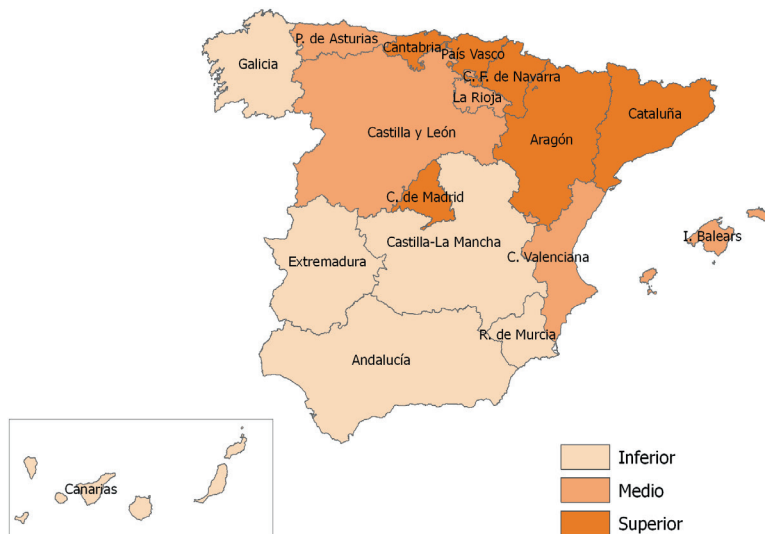 P. de Asturias
Cantabria
País Vasco
Galicia
C. F. de Navarra
La Rioja
Cataluña
Castilla y León
Aragón
C. de Madrid
I. Balears
Castilla-La Mancha
C. Valenciana
Extremadura
R. de Murcia
Andalucía
Canarias
Inferior
Medio
Superior